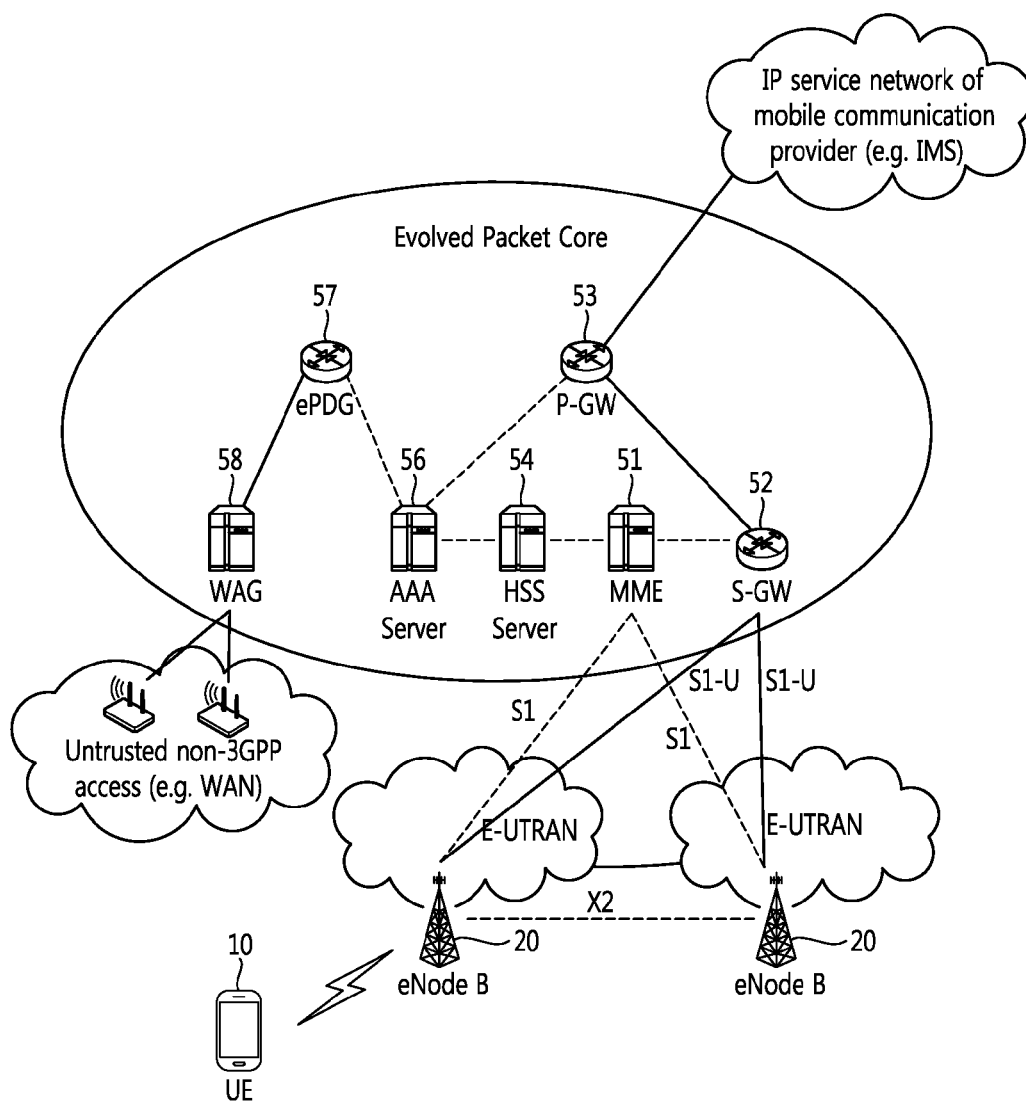 IP service network of
mobile communication
provider (e.g. IMS)
Evolved Packet Core
57
53
ePDG
P-GW
58
56
54
51
52
WAG
AAA
Server
HSS
Server
MME
S-GW
S1-U
S1-U
S1
S1
Untrusted non-3GPP
access (e.g. WAN)
E-UTRAN
E-UTRAN
X2
10
20
20
eNode B
eNode B
UE